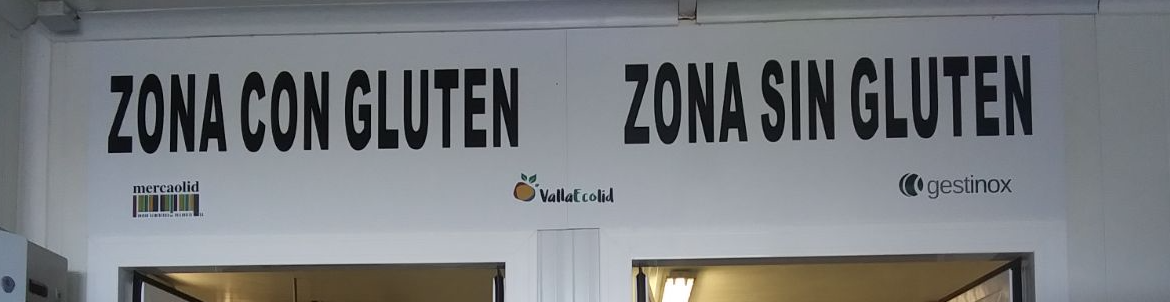 ZONA CON GLUTEN
ZONA SIN GLUTEN
mercaolid
VallaEcolid
gestinox